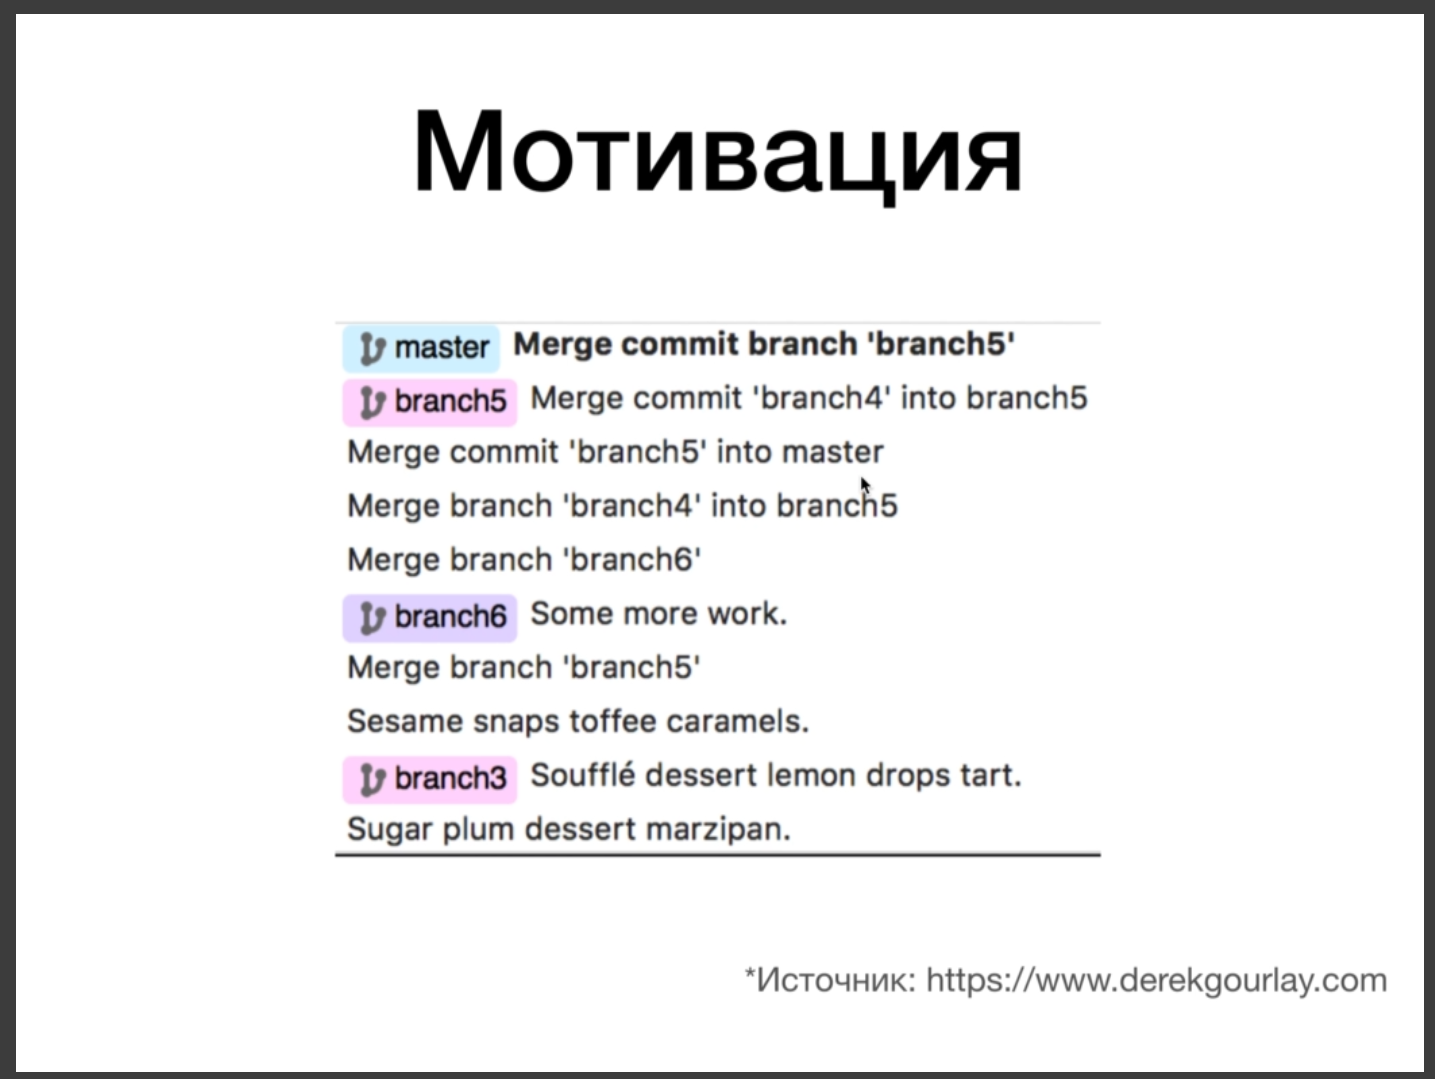 Мотивация
master Merge commit branch 'branch5'
branch5 Merge commit 'branch4' into branch5
Merge commit 'branch5' into master
Merge branch 'branch4' into branch5
Merge branch 'branch6'
branch6 Some more work.
Merge branch 'branch5'
Sesame snaps toffee caramels.
branch3 Soufflé dessert lemon drops tart.
Sugar plum dessert marzipan.
*Источник: https://www.derekgourlay.com